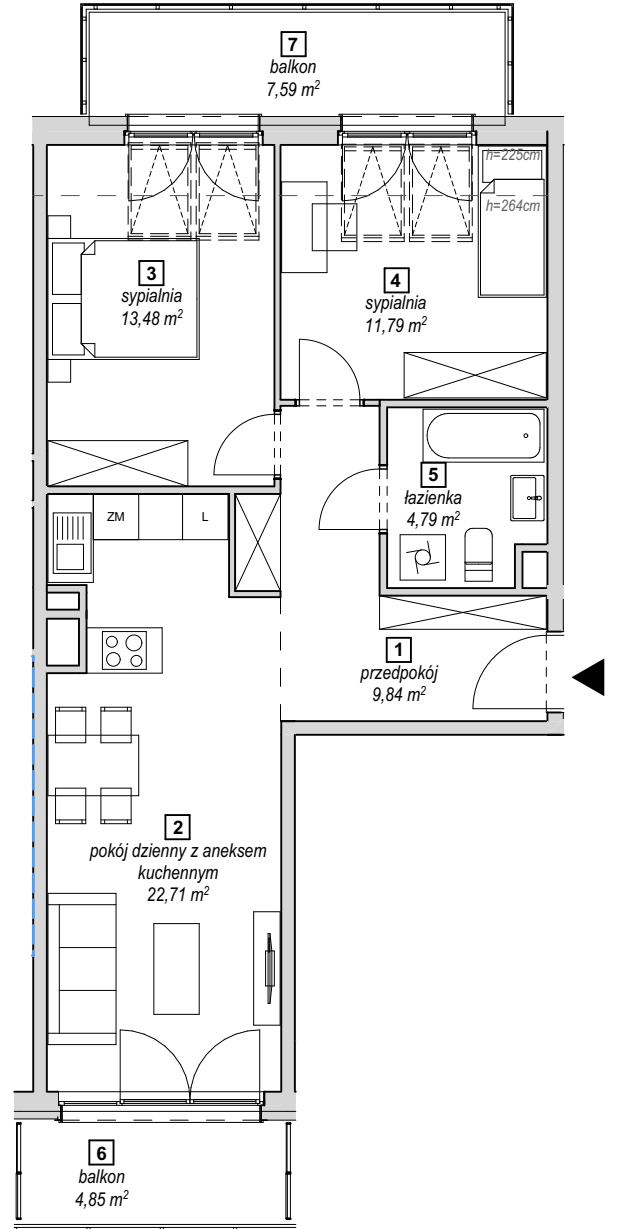 7
balkon
7,59 m²
h=225cm
h=264cm
3
sypialnia
13,48 m²
4
sypialnia
11,79 m²
5
łazienka
4,79 m²
ZM
L
1
przedpokój
9,84 m²
2
pokój dzienny z aneksem
kuchennym
22,71 m²
6
balkon
4,85 m²